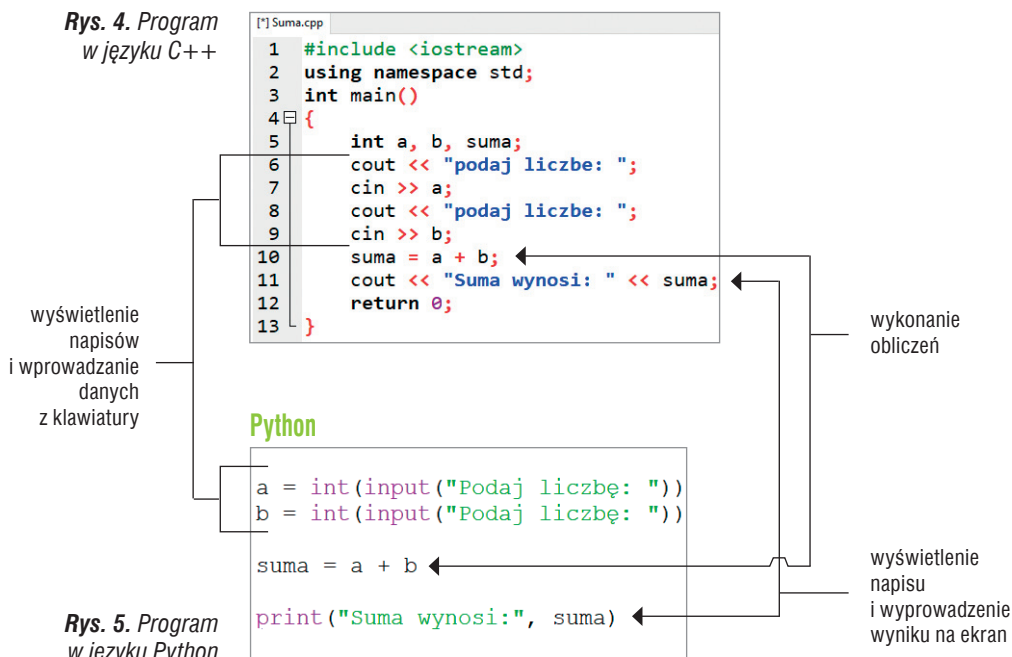 Rys. 4. Program
w języku C++
[*] Suma.cpp
1 #include <iostream>
2 using namespace std;
3 int main()
4 {
5 int a, b, suma;
6 cout << "podaj liczbe: ";
7 cin >> a;
8 cout << "podaj liczbe: ";
9 cin >> b;
10 suma = a + b;
11 cout << "Suma wynosi: " << suma;
12 return 0;
13 }
wyświetlenie
napisów
i wprowadzanie
danych
z klawiatury
wykonanie
obliczeń
Python
a = int(input("Podaj liczbę: "))
b = int(input("Podaj liczbę: "))
suma = a + b
print("Suma wynosi:", suma)
wyświetlenie
napisu
i wyprowadzenie
wyniku na ekran
Rys. 5. Program
w języku Python